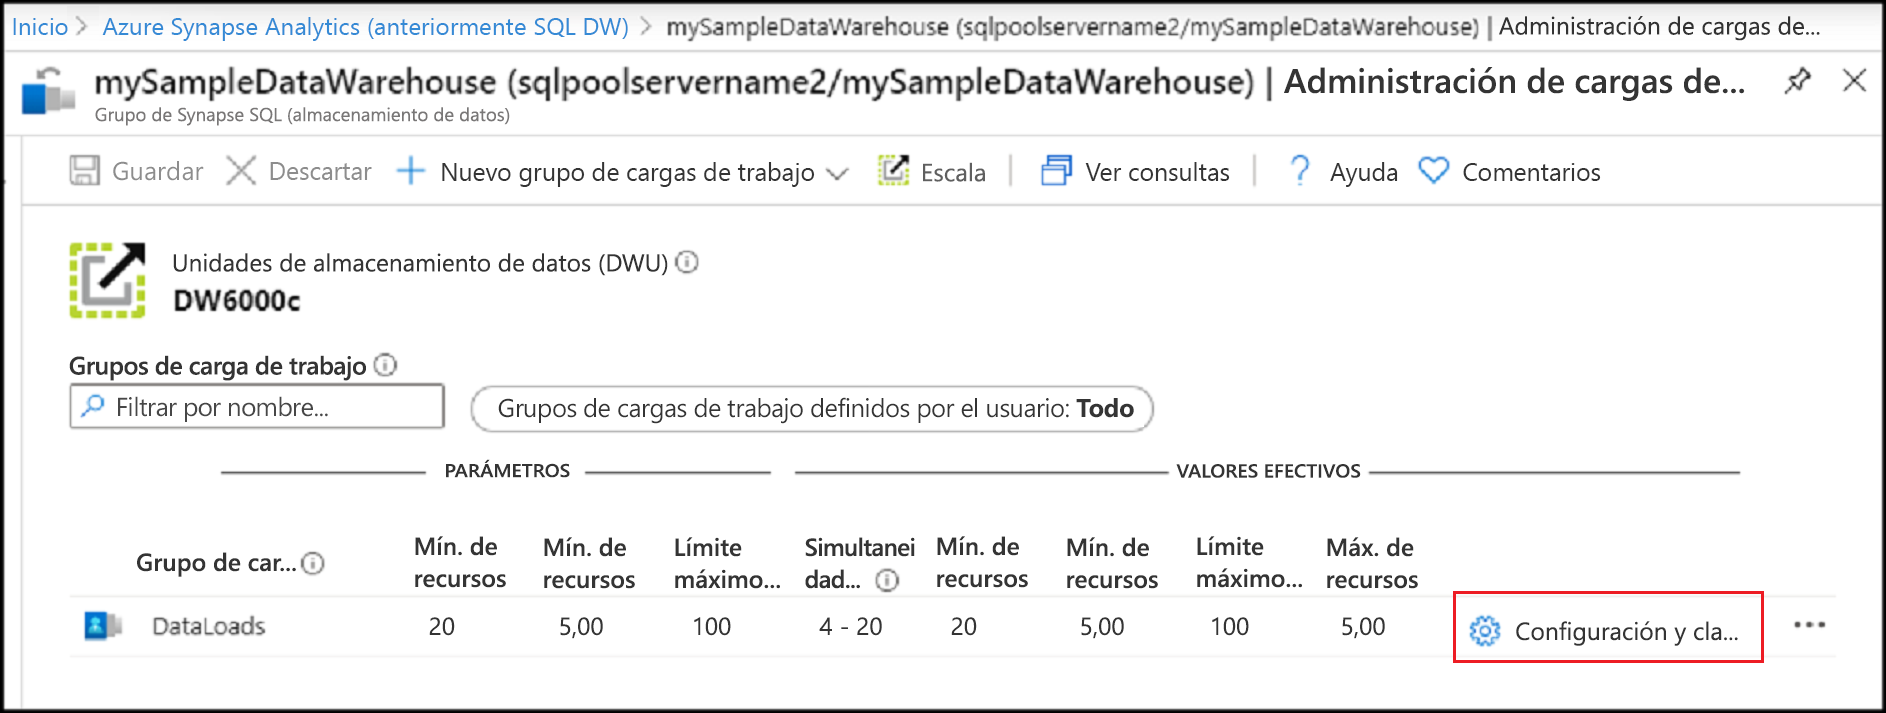 Inicio > Azure Synapse Analytics (anteriormente SQL DW) > mySampleDataWarehouse (sqlpoolservername2/mySampleDataWarehouse) | Administración de cargas de...
mySampleDataWarehouse (sqlpoolservername2/mySampleDataWarehouse) | Administración de cargas de...
Grupo de Synapse SQL (almacenamiento de datos)
Guardar Descartar Nuevo grupo de cargas de trabajo Escala Ver consultas ? Ayuda Comentarios
Unidades de almacenamiento de datos (DWU)
DW6000c
Grupos de carga de trabajo
Filtrar por nombre... Grupos de cargas de trabajo definidos por el usuario: Todo
PARÁMETROS VALORES EFECTIVOS
Grupo de car... Mín. de recursos Mín. de recursos Límite máximo... Simultanei dad... Mín. de recursos Mín. de recursos Límite máximo... Máx. de recursos
DataLoads 20 5,00 100 4 - 20 20 5,00 100 5,00 Configuración y cla... ...